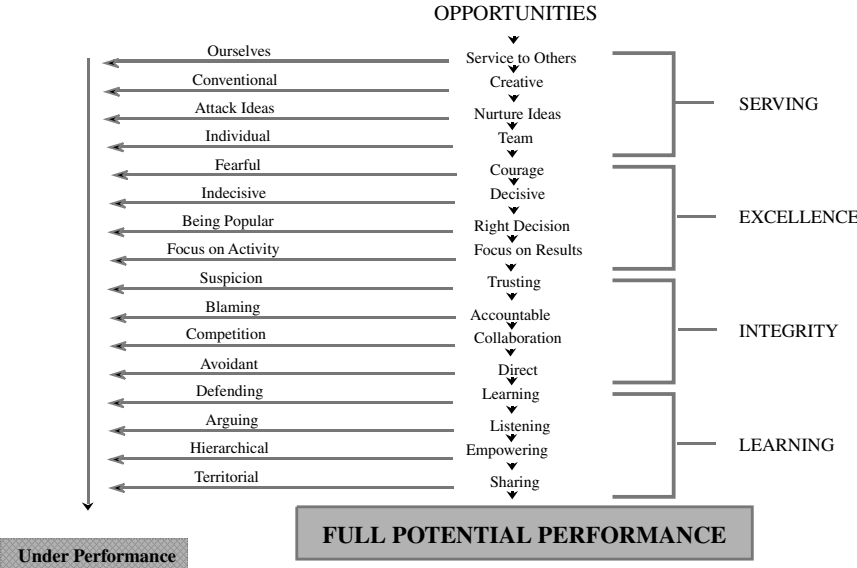 OPPORTUNITIES
Ourselves
Service to Others
Conventional
Creative
SERVING
Attack Ideas
Nurture Ideas
Individual
Team
Fearful
Courage
Indecisive
Decisive
EXCELLENCE
Being Popular
Right Decision
Focus on Activity
Focus on Results
Suspicion
Trusting
Blaming
Accountable
INTEGRITY
Competition
Collaboration
Avoidant
Direct
Defending
Learning
Arguing
Listening
LEARNING
Hierarchical
Empowering
Territorial
Sharing
FULL POTENTIAL PERFORMANCE
Under Performance